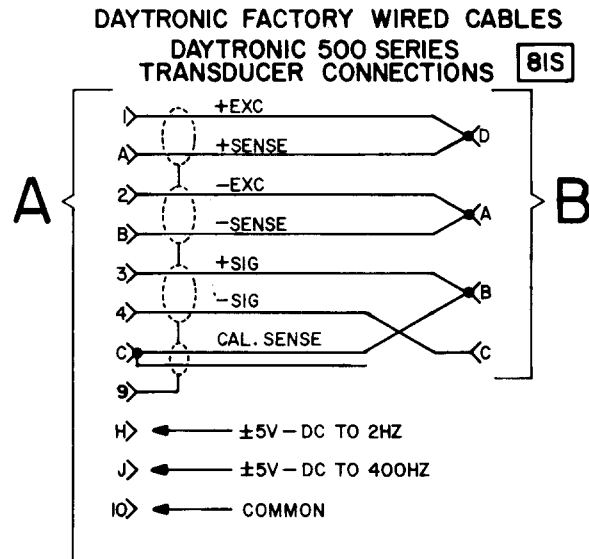 DAYTRONIC FACTORY WIRED CABLES
DAYTRONIC 500 SERIES
TRANSDUCER CONNECTIONS 81S
A
B
1 +EXC
D
A +SENSE
2 -EXC
A
B -SENSE
3 +SIG
B
4 -SIG
C CAL. SENSE C
9
H ±5V-DC TO 2HZ
J ±5V-DC TO 400HZ
10 COMMON